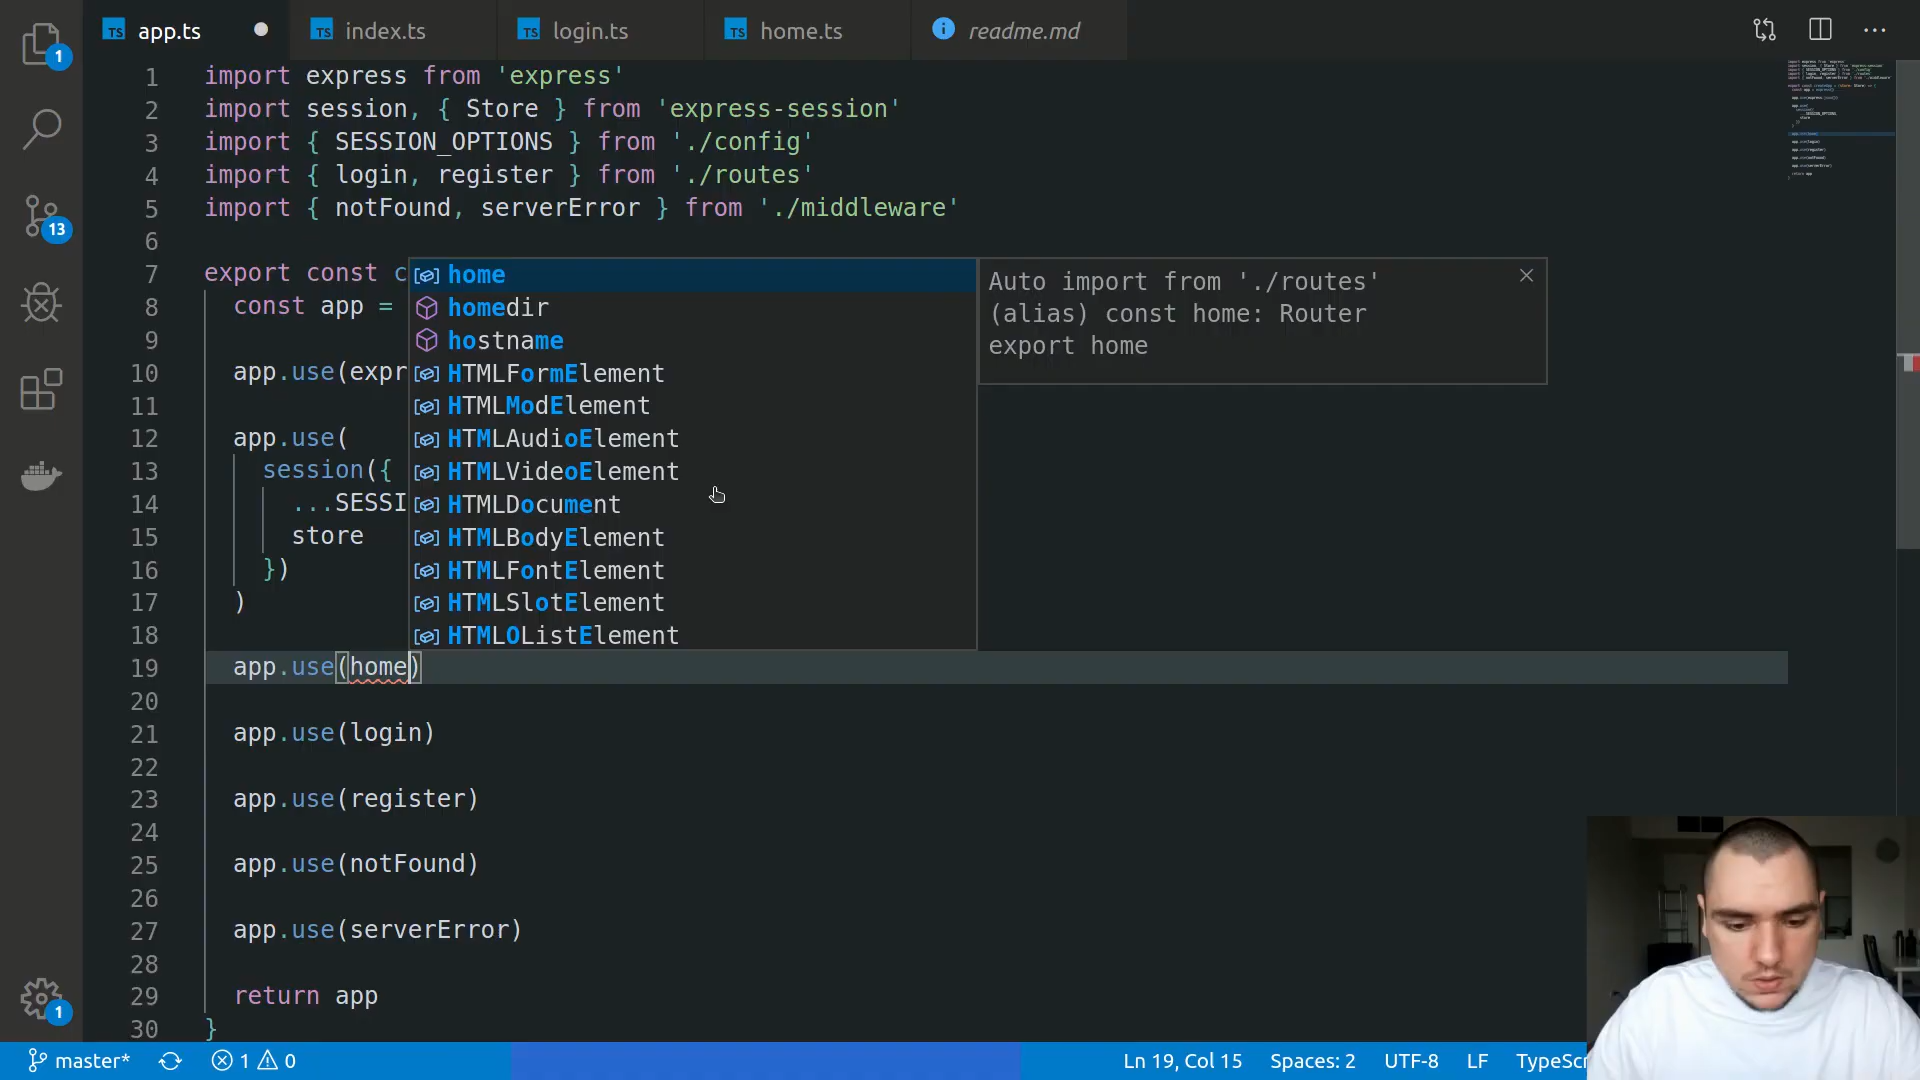 TS app.ts
TS index.ts
TS login.ts
TS home.ts
readme.md
1 import express from 'express'
2 import session, { Store } from 'express-session'
3 import { SESSION_OPTIONS } from './config'
4 import { login, register } from './routes'
5 import { notFound, serverError } from './middleware'
6
7 export const c
8 const app =
9
10 app.use(expr
11
12 app.use(
13 session({
14 ...SESSI
15 store
16 })
17 )
18
19 app.use(home)
20
21 app.use(login)
22
23 app.use(register)
24
25 app.use(notFound)
26
27 app.use(serverError)
28
29 return app
30 }
home
homedir
hostname
HTMLFormElement
HTMLModElement
HTMLAudioElement
HTMLVideoElement
HTMLDocument
HTMLBodyElement
HTMLFontElement
HTMLSlotElement
HTMLOListElement
Auto import from './routes'
(alias) const home: Router
export home
1
13
1
master* 1 0 Ln 19, Col 15 Spaces: 2 UTF-8 LF TypeScr